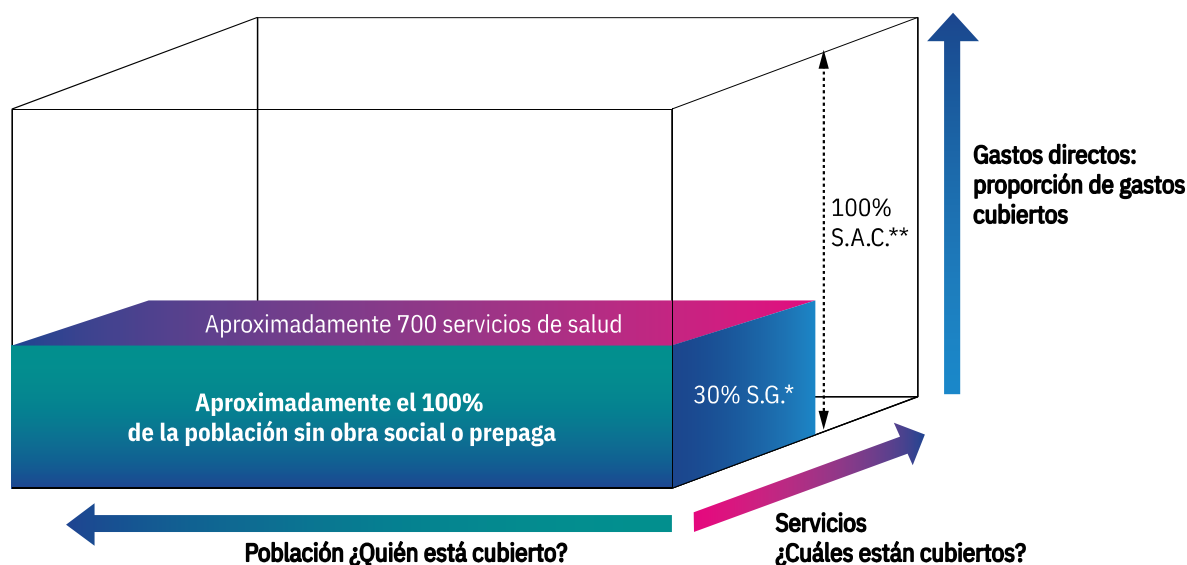 Gastos directos:
proporción de gastos
cubiertos
100%
S.A.C.**
Aproximadamente 700 servicios de salud
30% S.G.*
Aproximadamente el 100%
de la población sin obra social o prepaga
Servicios
¿Cuáles están cubiertos?
Población ¿Quién está cubierto?